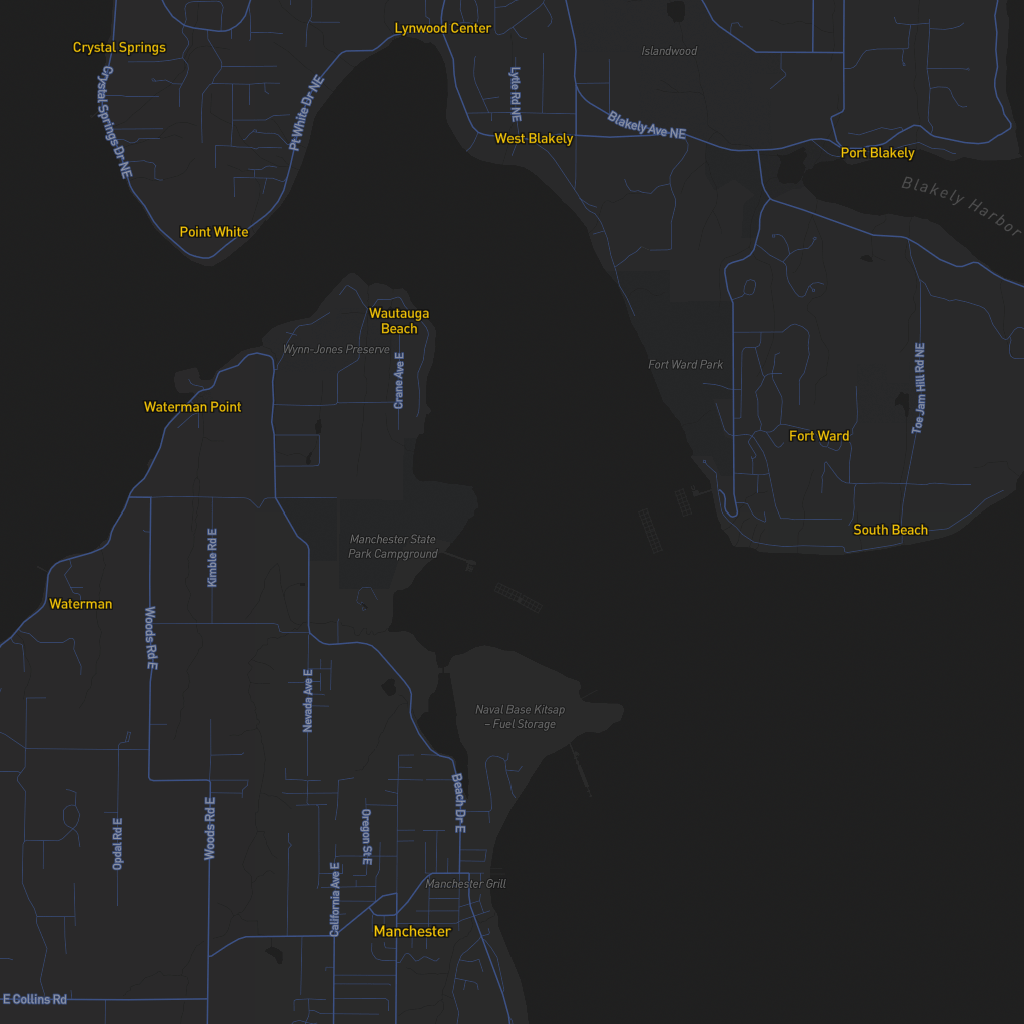 Lynwood Center
Crystal Springs
Islandwood
Crystal Springs Dr NE
Pt White Dr NE
Lytle Rd NE
Blakely Ave NE
West Blakely
Port Blakely
Blakely Harbor
Point White
Wautauga
Beach
Wynn-Jones Preserve
Crane Ave E
Fort Ward Park
Toe Jam Hill Rd NE
Waterman Point
Fort Ward
South Beach
Manchester State
Park Campground
Kimble Rd E
Waterman
Woods Rd E
Nevada Ave E
Naval Base Kitsap
– Fuel Storage
Beach Dr E
Opdal Rd E
Woods Rd E
Oregon St E
California Ave E
Manchester Grill
Manchester
E Collins Rd